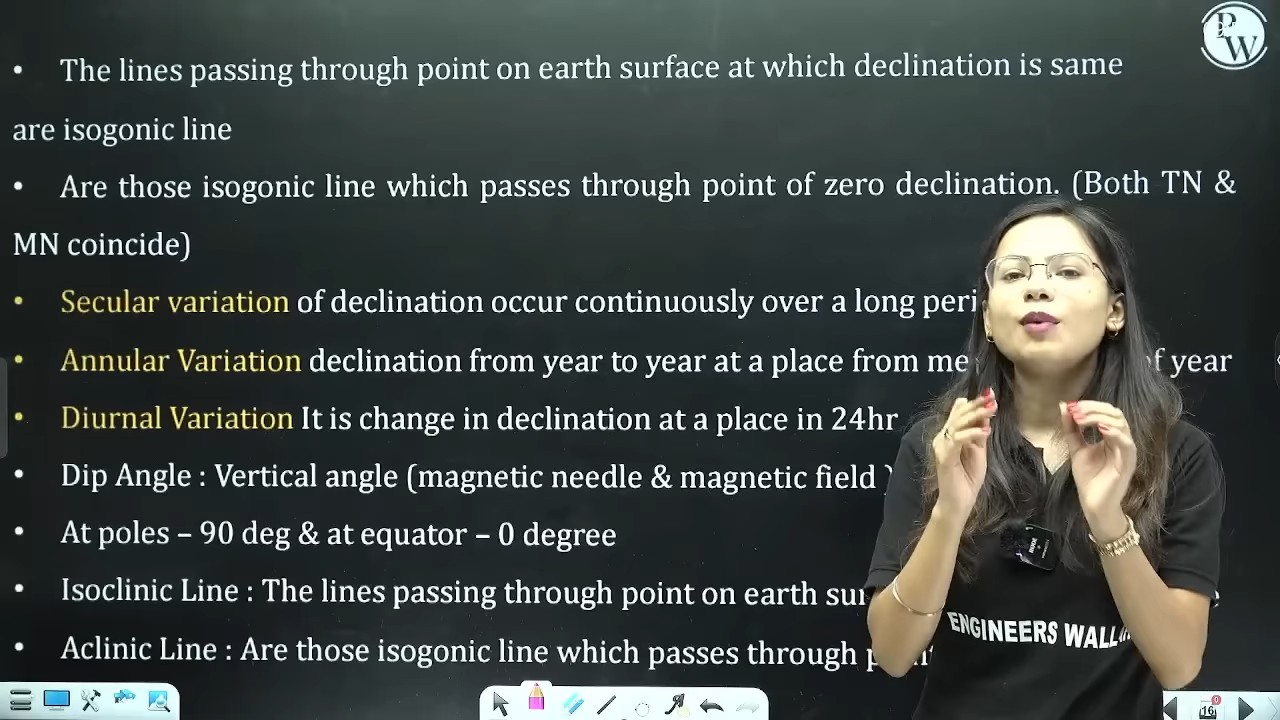 PW
• The lines passing through point on earth surface at which declination is same
are isogonic line
• Are those isogonic line which passes through point of zero declination. (Both TN &
MN coincide)
• Secular variation of declination occur continuously over a long
• Annular Variation declination from year to year at a place from year
• Diurnal Variation It is change in declination at a place in 24hr
• Dip Angle : Vertical angle (magnetic needle & magnetic field )
• At poles – 90 deg & at equator – 0 degree
• Isoclinic Line : The lines passing through point on earth
• Aclinic Line : Are those isogonic line which passes through
ENGINEERS
16